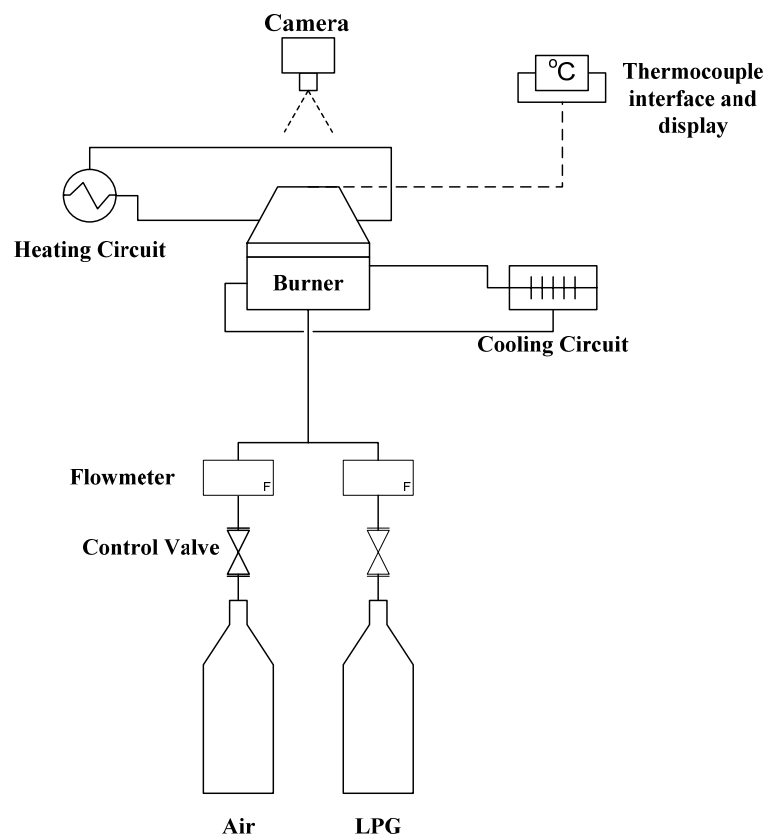 Camera
°C
Thermocouple
interface and
display
Heating Circuit
Burner
Cooling Circuit
Flowmeter
F
F
Control Valve
Air
LPG